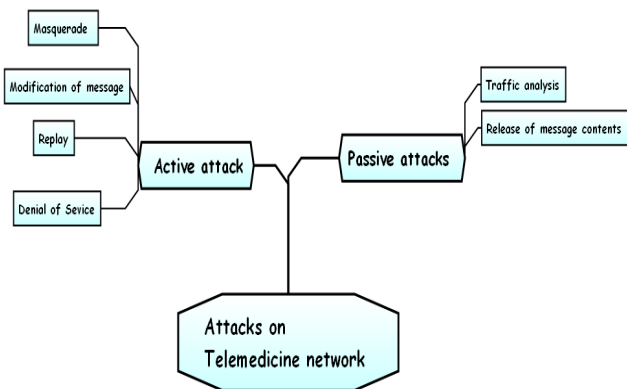 Masquerade
Modification of message
Replay
Denial of Sevice
Active attack
Passive attacks
Traffic analysis
Release of message contents
Attacks on
Telemedicine network